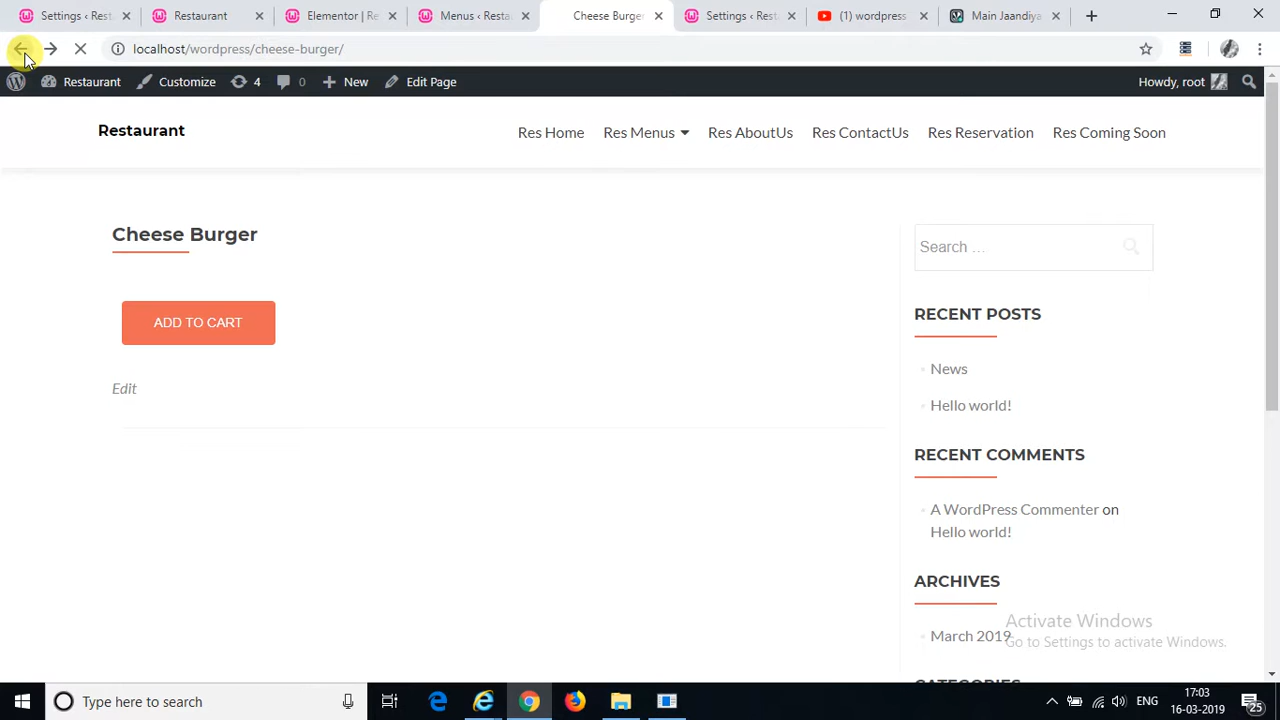 Settings ‹ Rest
Restaurant
Elementor | Re
Menus ‹ Restau
Cheese Burger
Settings ‹ Rest
(1) wordpress
Main Jaandiya
localhost/wordpress/cheese-burger/
Restaurant
Customize
4
0
New
Edit Page
Howdy, root
Restaurant
Res Home
Res Menus
Res AboutUs
Res ContactUs
Res Reservation
Res Coming Soon
Cheese Burger
ADD TO CART
Edit
Search …
RECENT POSTS
News
Hello world!
RECENT COMMENTS
A WordPress Commenter on
Hello world!
ARCHIVES
March 2019
Activate Windows
Go to Settings to activate Windows.
CATEGORIES
Type here to search
ENG
17:03
16-03-2019
25